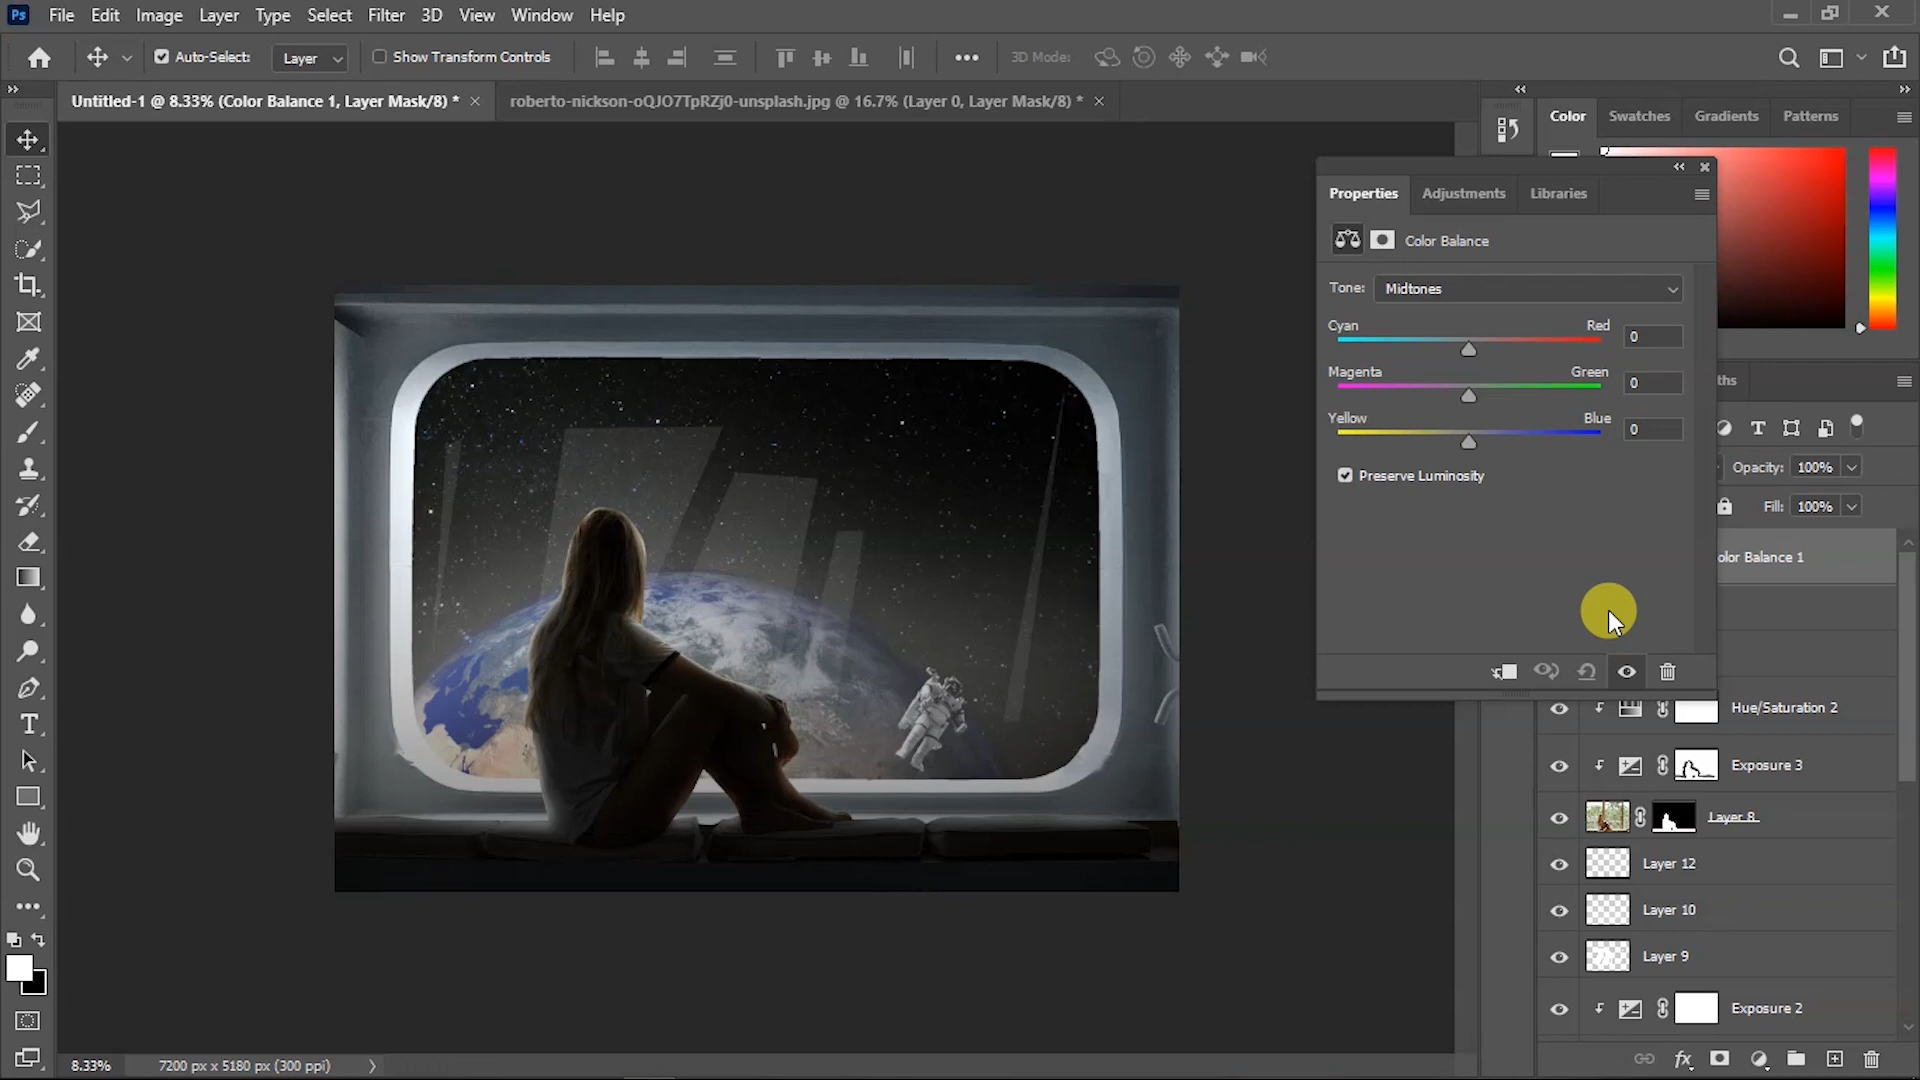 Ps File Edit Image Layer Type Select Filter 3D View Window Help
Auto-Select: Layer Show Transform Controls 3D Mode:
Untitled-1 @ 8.33% (Color Balance 1, Layer Mask/8) * roberto-nickson-oQJO7TpRZj0-unsplash.jpg @ 16.7% (Layer 0, Layer Mask/8) *
Color Swatches Gradients Patterns
Properties Adjustments Libraries
Color Balance
Tone: Midtones
Cyan Red 0
Magenta Green 0
Yellow Blue 0
Preserve Luminosity
ths
Opacity: 100%
Fill: 100%
olor Balance 1
Hue/Saturation 2
Exposure 3
Layer 8
Layer 12
Layer 10
Layer 9
Exposure 2
8.33% 7200 px x 5180 px (300 ppi)
fx